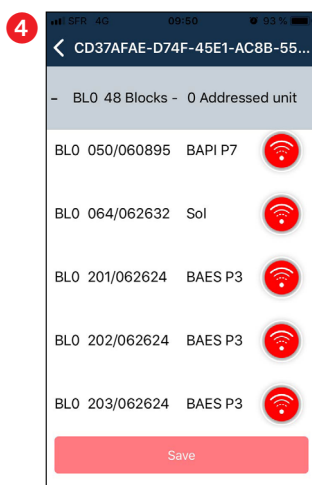 4
SFR 4G 09:50 93 %
CD37AFAE-D74F-45E1-AC8B-55...
- BL0 48 Blocks - 0 Addressed unit
BL0 050/060895 BAPI P7
BL0 064/062632 Sol
BL0 201/062624 BAES P3
BL0 202/062624 BAES P3
BL0 203/062624 BAES P3
Save